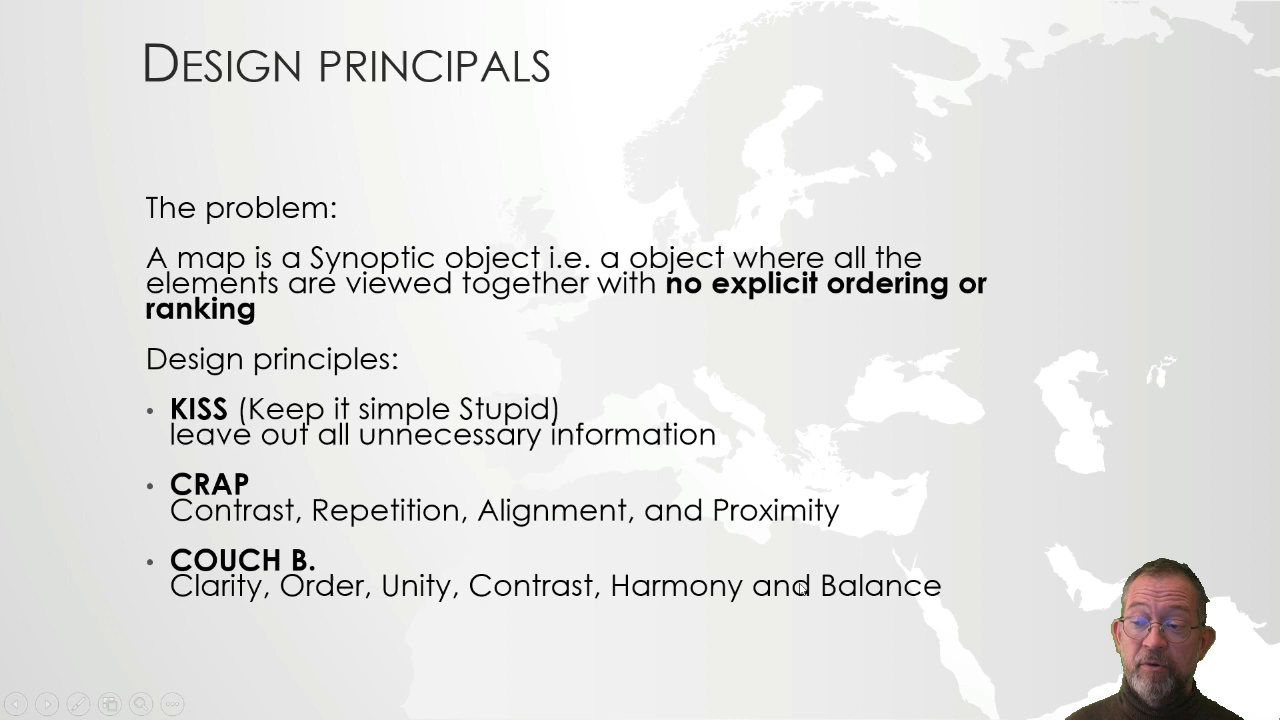 DESIGN PRINCIPALS
The problem:
A map is a Synoptic object i.e. a object where all the
elements are viewed together with no explicit ordering or
ranking
Design principles:
• KISS (Keep it simple Stupid)
leave out all unnecessary information
• CRAP
Contrast, Repetition, Alignment, and Proximity
• COUCH B.
Clarity, Order, Unity, Contrast, Harmony and Balance